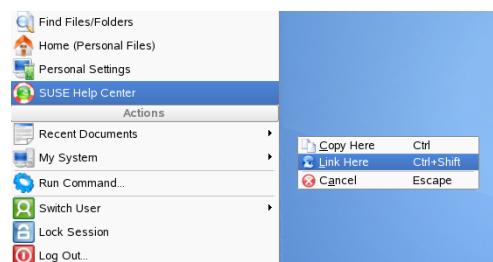 Find Files/Folders
Home (Personal Files)
Personal Settings
SUSE Help Center
Actions
Recent Documents
My System
Run Command...
Switch User
Lock Session
Log Out...
Copy Here Ctrl
Link Here Ctrl+Shift
Cancel Escape